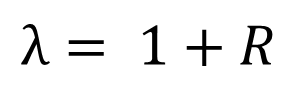 λ = 1 + R